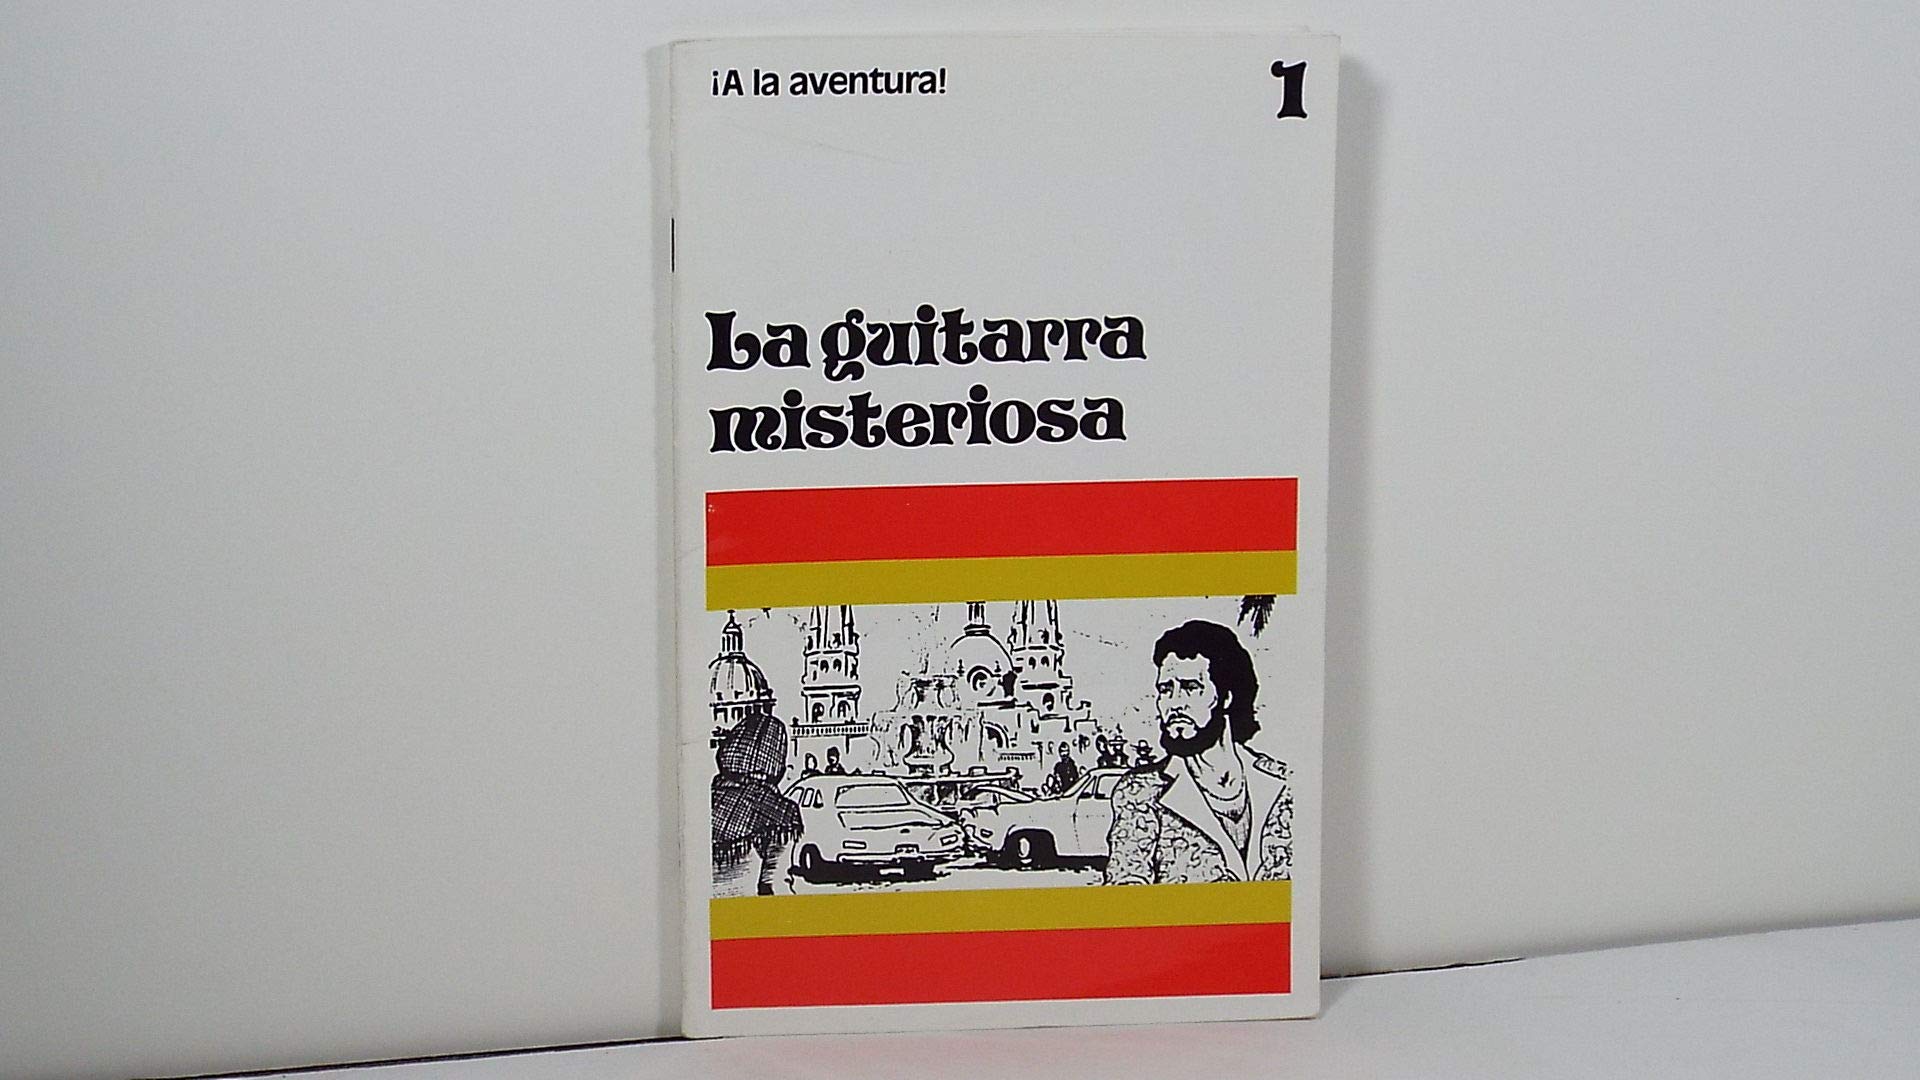 ¡A la aventura!
1
La guitarra
misteriosa